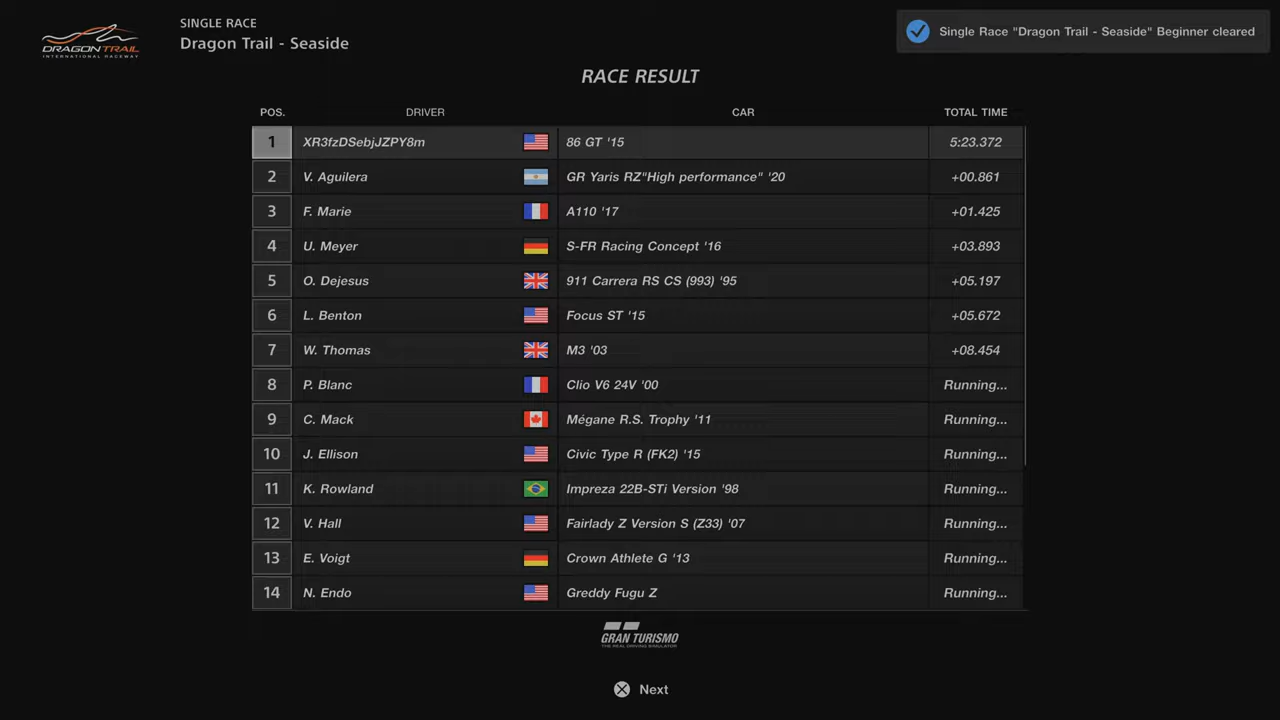 SINGLE RACE
Dragon Trail - Seaside
DRAGON TRAIL
INTERNATIONAL RACEWAY
Single Race "Dragon Trail - Seaside" Beginner cleared
RACE RESULT
POS. DRIVER CAR TOTAL TIME
1 XR3fzDSebjJZPY8m 86 GT '15 5:23.372
2 V. Aguilera GR Yaris RZ"High performance" '20 +00.861
3 F. Marie A110 '17 +01.425
4 U. Meyer S-FR Racing Concept '16 +03.893
5 O. Dejesus 911 Carrera RS CS (993) '95 +05.197
6 L. Benton Focus ST '15 +05.672
7 W. Thomas M3 '03 +08.454
8 P. Blanc Clio V6 24V '00 Running...
9 C. Mack Mégane R.S. Trophy '11 Running...
10 J. Ellison Civic Type R (FK2) '15 Running...
11 K. Rowland Impreza 22B-STi Version '98 Running...
12 V. Hall Fairlady Z Version S (Z33) '07 Running...
13 E. Voigt Crown Athlete G '13 Running...
14 N. Endo Greddy Fugu Z Running...
GRAN TURISMO
THE REAL DRIVING SIMULATOR
Next